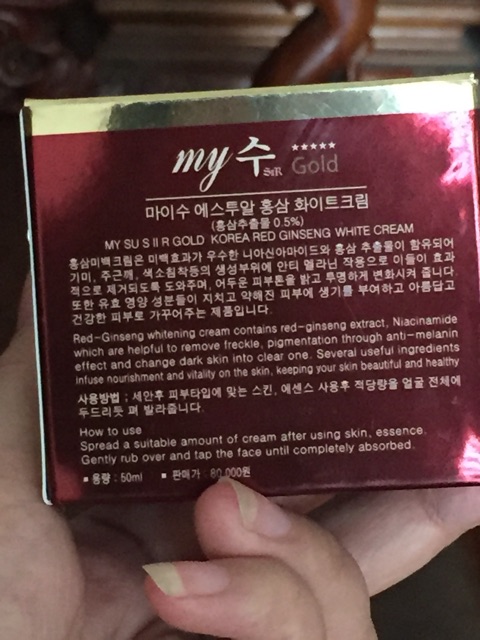 my 수 S2R ★★★★★ Gold
마이수 에스투알 홍삼 화이트크림
(홍삼추출물 0.5%)
MY SU S II R GOLD KOREA RED GINSENG WHITE CREAM
홍삼미백크림은 미백효과가 우수한 니아신아마이드와 홍삼 추출물이 함유되어
기미, 주근깨, 색소침착등의 생성부위에 안티 멜라닌 작용으로 이들이 효과
적으로 제거되도록 도와주며, 어두운 피부톤을 밝고 투명하게 변화시켜 줍니다.
또한 유효 영양 성분들이 지치고 약해진 피부에 생기를 부여하고 아름답고
건강한 피부로 가꾸어주는 제품입니다.
Red-Ginseng whitening cream contains red-ginseng extract, Niacinamide
which are helpful to remove freckle, pigmentation through anti-melanin
effect and change dark skin into clear one. Several useful ingredients
infuse nourishment and vitality on the skin, keeping your skin beautiful and healthy
사용방법 : 세안후 피부타입에 맞는 스킨, 에센스 사용후 적당량을 얼굴 전체에
두드리듯 펴 발라줍니다.
How to use
Spread a suitable amount of cream after using skin, essence.
Gently rub over and tap the face until completely absorbed.
■ 용량 : 50ml ■ 판매가 : 80,000원